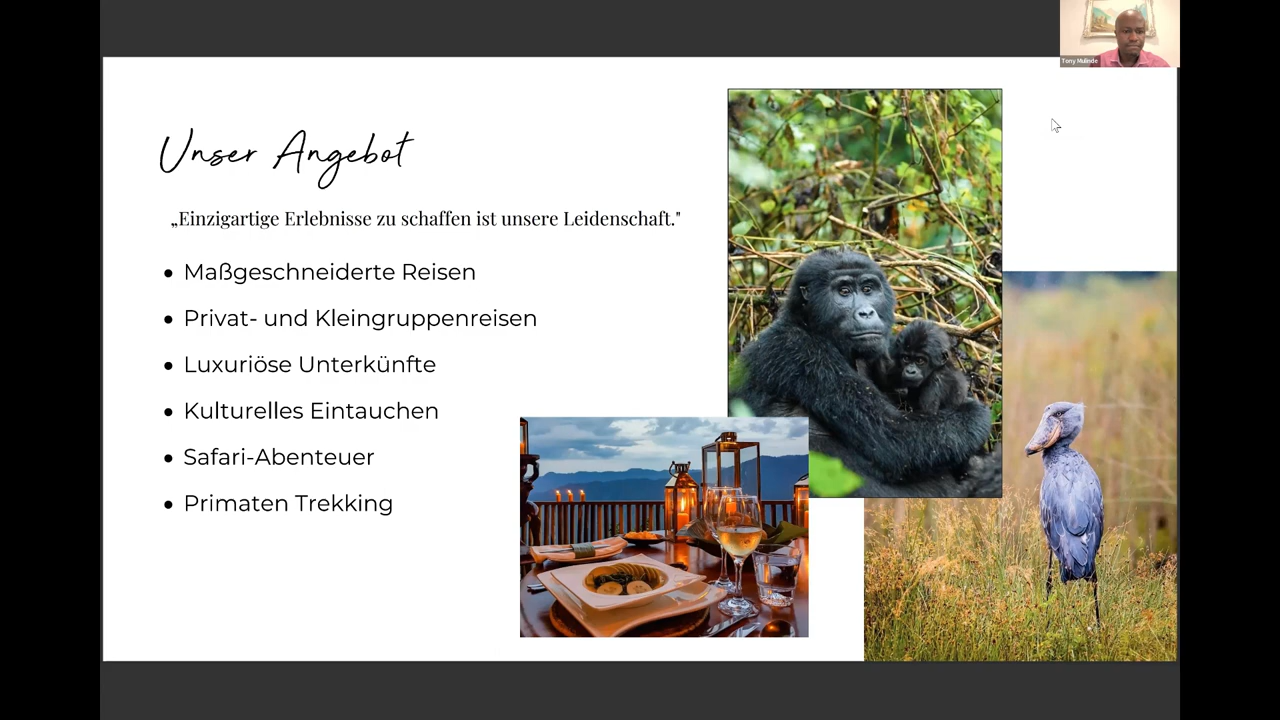 Tony Mulinde
Unser Angebot
„Einzigartige Erlebnisse zu schaffen ist unsere Leidenschaft."
• Maßgeschneiderte Reisen
• Privat- und Kleingruppenreisen
• Luxuriöse Unterkünfte
• Kulturelles Eintauchen
• Safari-Abenteuer
• Primaten Trekking